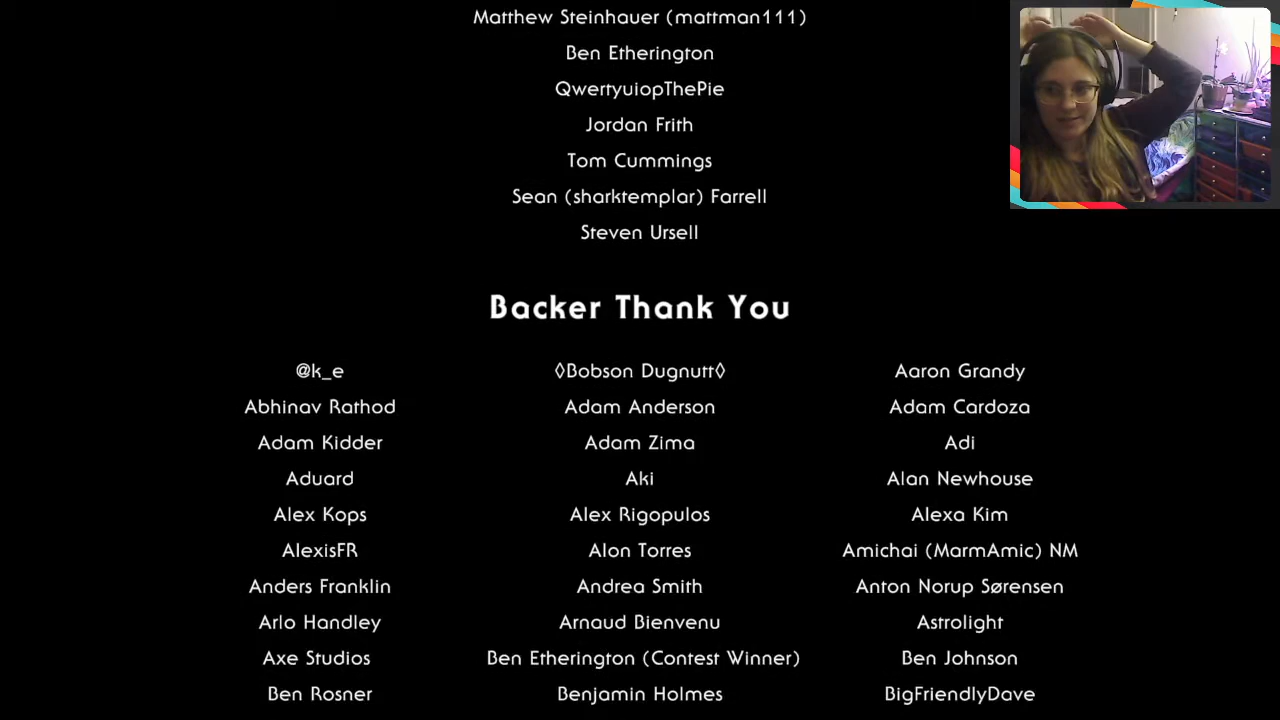 Matthew Steinhauer (mattman111)
Ben Etherington
QwertyuiopThePie
Jordan Frith
Tom Cummings
Sean (sharktemplar) Farrell
Steven Ursell
Backer Thank You
@k_e ◊Bobson Dugnutt◊ Aaron Grandy
Abhinav Rathod Adam Anderson Adam Cardoza
Adam Kidder Adam Zima Adi
Aduard Aki Alan Newhouse
Alex Kops Alex Rigopulos Alexa Kim
AlexisFR Alon Torres Amichai (MarmAmic) NM
Anders Franklin Andrea Smith Anton Norup Sørensen
Arlo Handley Arnaud Bienvenu Astrolight
Axe Studios Ben Etherington (Contest Winner) Ben Johnson
Ben Rosner Benjamin Holmes BigFriendlyDave